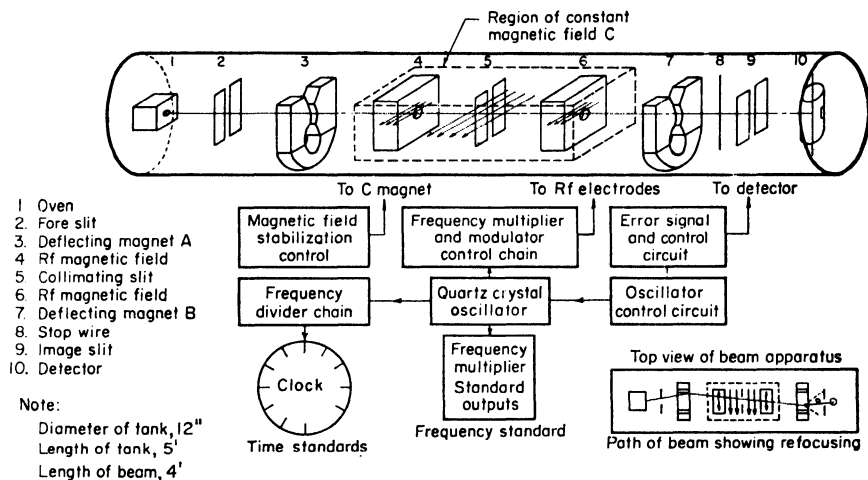 Region of constant
magnetic field C
1 2 3 4 5 6 7 8 9 10
To C magnet
To Rf electrodes
To detector
1 Oven
2. Fore slit
3. Deflecting magnet A
4 Rf magnetic field
5 Collimating slit
6. Rf magnetic field
7. Deflecting magnet B
8. Stop wire
9. Image slit
10. Detector
Note:
Diameter of tank, 12"
Length of tank, 5'
Length of beam, 4'
Magnetic field
stabilization
control
Frequency multiplier
and modulator
control chain
Error signal
and control
circuit
Frequency
divider chain
Quartz crystal
oscillator
Oscillator
control circuit
Clock
Time standards
Frequency
multiplier
Standard
outputs
Frequency standard
Top view of beam apparatus
Path of beam showing refocusing